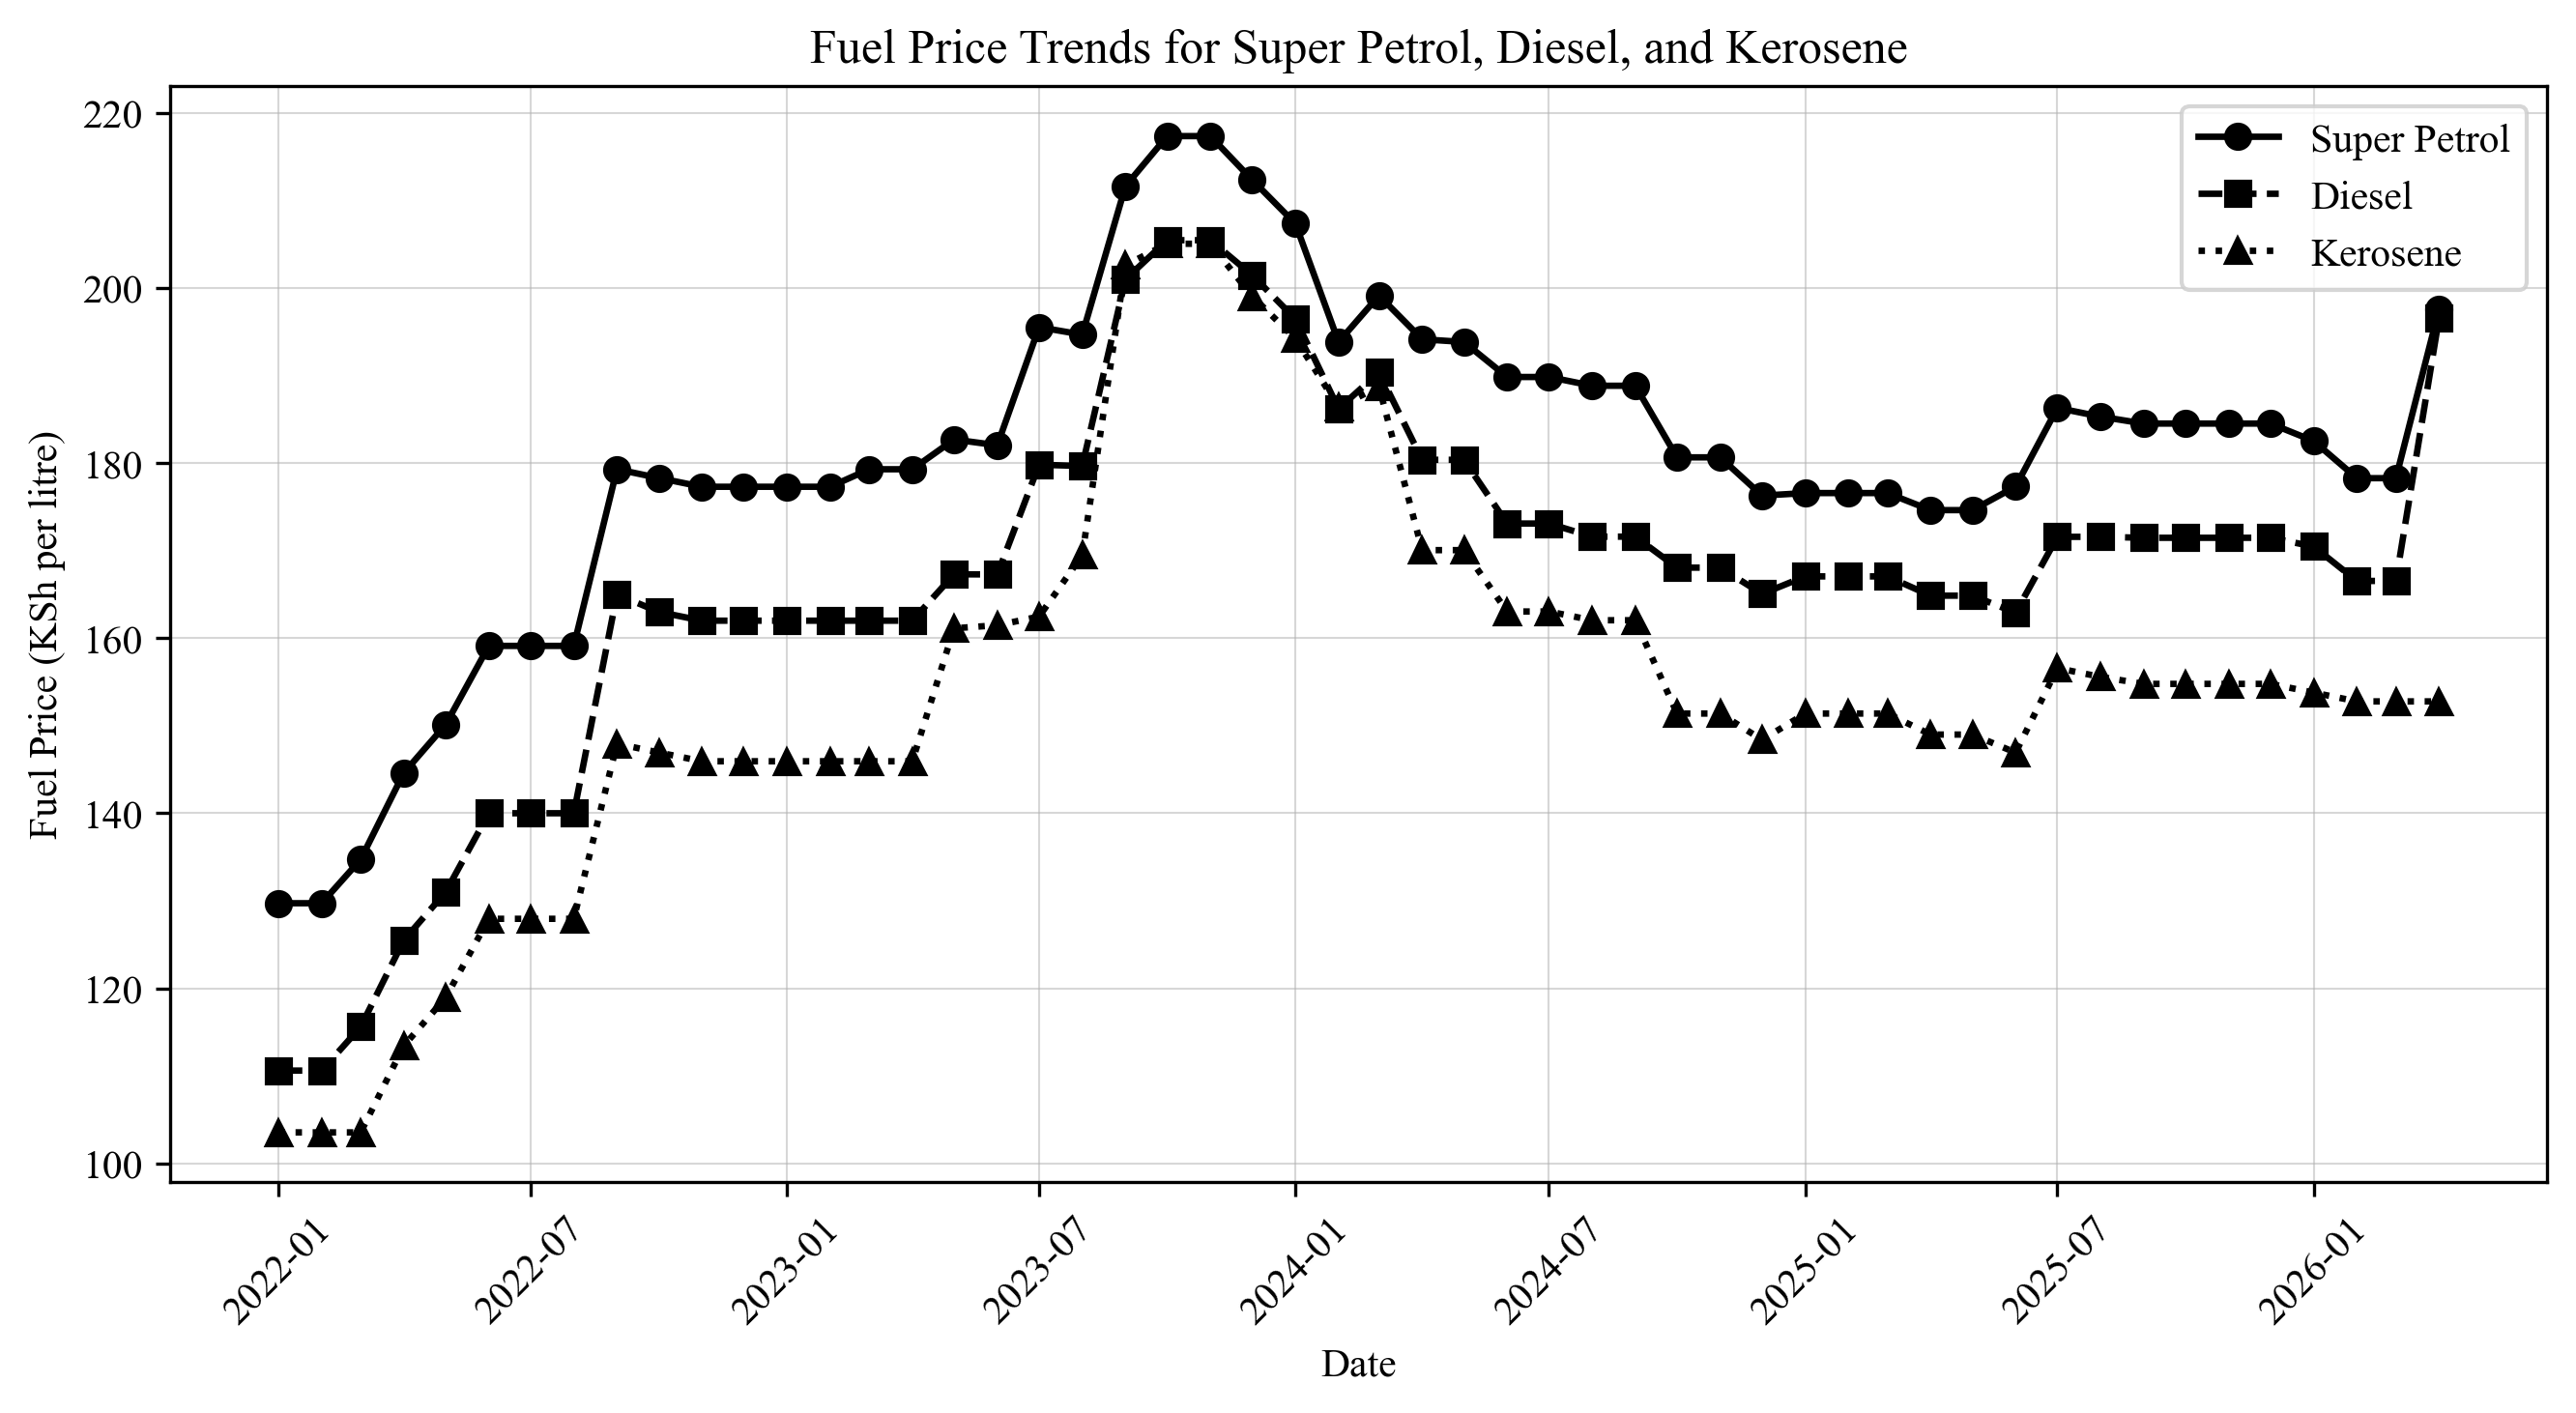 Fuel Price Trends for Super Petrol, Diesel, and Kerosene
Fuel Price (KSh per litre)
220
200
180
160
140
120
100
Super Petrol
Diesel
Kerosene
2022-01
2022-07
2023-01
2023-07
2024-01
2024-07
2025-01
2025-07
2026-01
Date